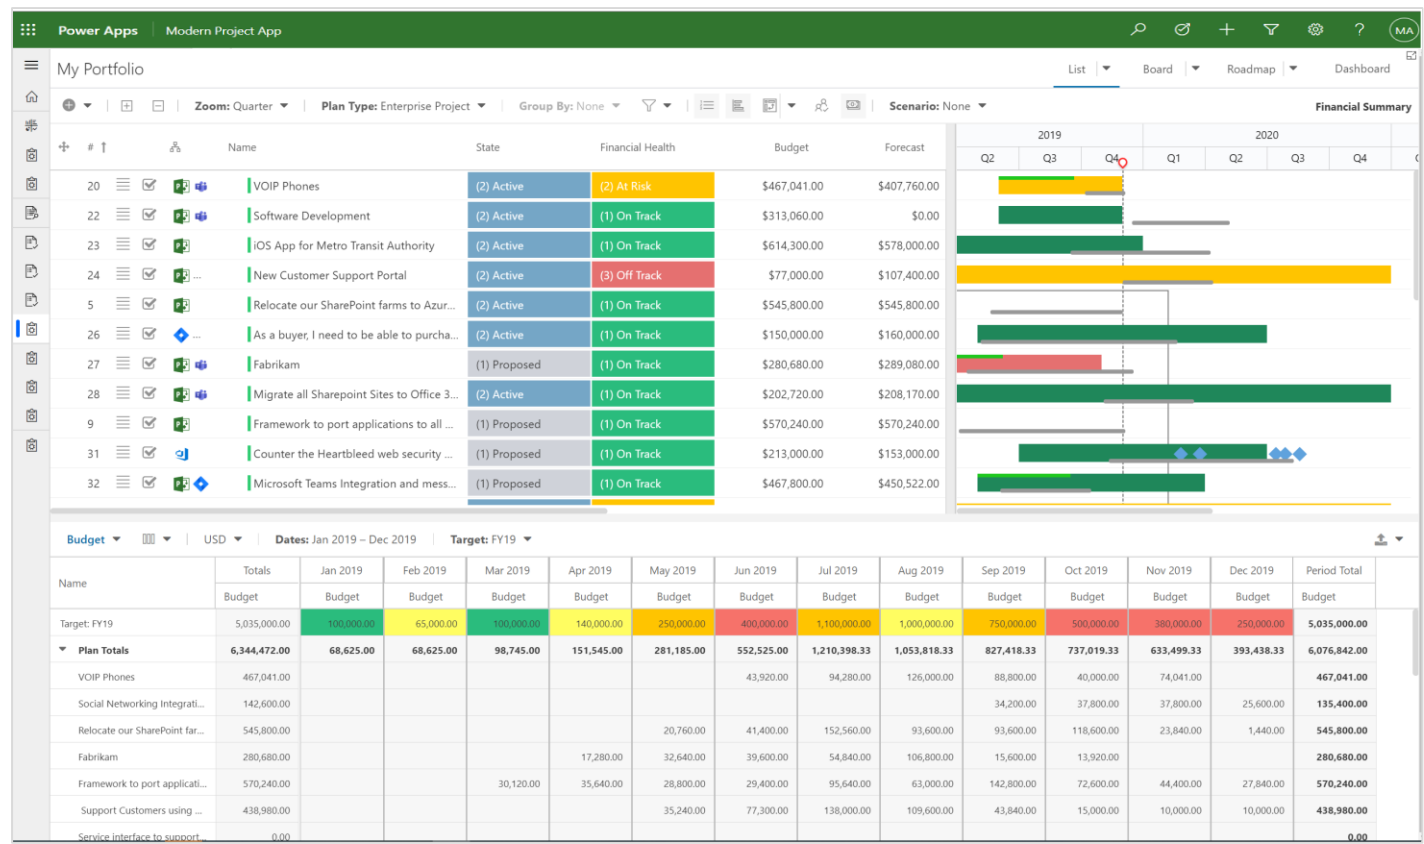 Power Apps Modern Project App ? MA
My Portfolio List Board Roadmap Dashboard
Zoom: Quarter Plan Type: Enterprise Project Group By: None Scenario: None Financial Summary
# Name State Financial Health Budget Forecast
2019 2020
Q2 Q3 Q4 Q1 Q2 Q3 Q4
20 VOIP Phones (2) Active (2) At Risk $467,041.00 $407,760.00
22 Software Development (2) Active (1) On Track $313,060.00 $0.00
23 iOS App for Metro Transit Authority (2) Active (1) On Track $614,300.00 $578,000.00
24 ... New Customer Support Portal (2) Active (3) Off Track $77,000.00 $107,400.00
5 Relocate our SharePoint farms to Azur... (2) Active (1) On Track $545,800.00 $545,800.00
26 ... As a buyer, I need to be able to purcha... (2) Active (1) On Track $150,000.00 $160,000.00
27 Fabrikam (1) Proposed (1) On Track $280,680.00 $289,080.00
28 Migrate all Sharepoint Sites to Office 3... (2) Active (1) On Track $202,720.00 $208,170.00
9 Framework to port applications to all ... (1) Proposed (1) On Track $570,240.00 $570,240.00
31 Counter the Heartbleed web security ... (1) Proposed (1) On Track $213,000.00 $153,000.00
32 Microsoft Teams Integration and mess... (1) Proposed (1) On Track $467,800.00 $450,522.00
Budget USD Dates: Jan 2019 – Dec 2019 Target: FY19
Name Totals Jan 2019 Feb 2019 Mar 2019 Apr 2019 May 2019 Jun 2019 Jul 2019 Aug 2019 Sep 2019 Oct 2019 Nov 2019 Dec 2019 Period Total
Budget Budget Budget Budget Budget Budget Budget Budget Budget Budget Budget Budget Budget Budget
Target: FY19 5,035,000.00 100,000.00 65,000.00 100,000.00 140,000.00 250,000.00 400,000.00 1,100,000.00 1,000,000.00 750,000.00 500,000.00 380,000.00 250,000.00 5,035,000.00
Plan Totals 6,344,472.00 68,625.00 68,625.00 98,745.00 151,545.00 281,185.00 552,525.00 1,210,398.33 1,053,818.33 827,418.33 737,019.33 633,499.33 393,438.33 6,076,842.00
VOIP Phones 467,041.00 43,920.00 94,280.00 126,000.00 88,800.00 40,000.00 74,041.00 467,041.00
Social Networking Integrati... 142,600.00 34,200.00 37,800.00 37,800.00 25,600.00 135,400.00
Relocate our SharePoint far... 545,800.00 20,760.00 41,400.00 152,560.00 93,600.00 93,600.00 118,600.00 23,840.00 1,440.00 545,800.00
Fabrikam 280,680.00 17,280.00 32,640.00 39,600.00 54,840.00 106,800.00 15,600.00 13,920.00 280,680.00
Framework to port applicati... 570,240.00 30,120.00 35,640.00 28,800.00 29,400.00 95,640.00 63,000.00 142,800.00 72,600.00 44,400.00 27,840.00 570,240.00
Support Customers using ... 438,980.00 35,240.00 77,300.00 138,000.00 109,600.00 43,840.00 15,000.00 10,000.00 10,000.00 438,980.00
Service interface to support... 0.00 0.00